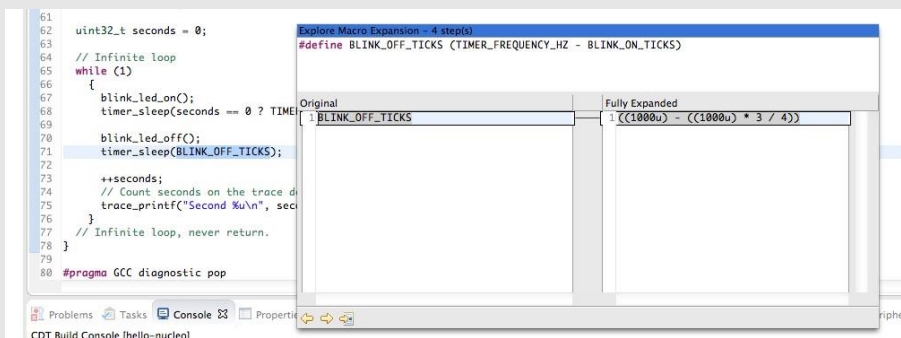 61
62 uint32_t seconds = 0;
63
64 // Infinite loop
65 while (1)
66 {
67 blink_led_on();
68 timer_sleep(seconds == 0 ? TIME
69
70 blink_led_off();
71 timer_sleep(BLINK_OFF_TICKS);
72
73 ++seconds;
74 // Count seconds on the trace d
75 trace_printf("Second %u\n", sec
76 }
77 // Infinite loop, never return.
78 }
79
80 #pragma GCC diagnostic pop
Explore Macro Expansion - 4 step(s)
#define BLINK_OFF_TICKS (TIMER_FREQUENCY_HZ - BLINK_ON_TICKS)
Original Fully Expanded
1 BLINK_OFF_TICKS 1 ((1000u) - ((1000u) * 3 / 4))
Problems Tasks Console Propertie riphe
CDT Build Console [hello-nucleo]